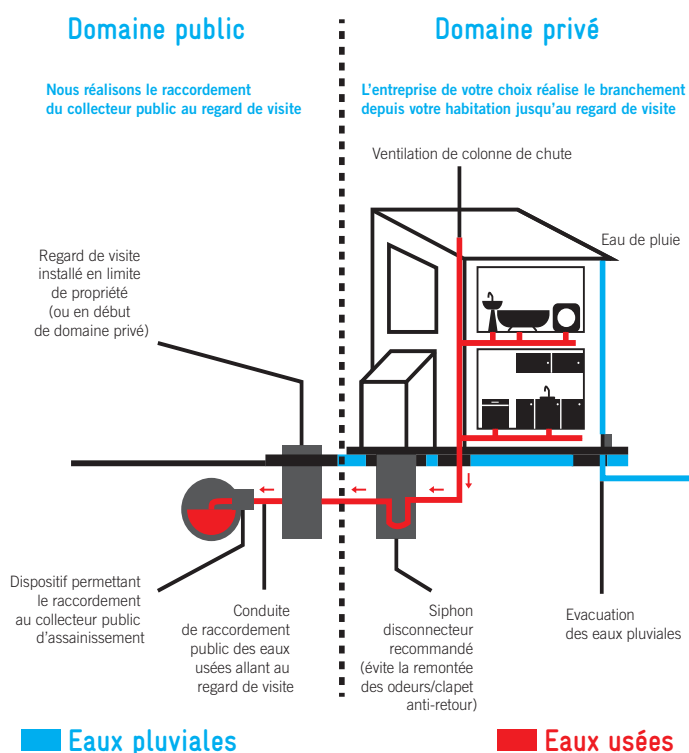 Domaine public
Domaine privé
Nous réalisons le raccordement
du collecteur public au regard de visite
L'entreprise de votre choix réalise le branchement
depuis votre habitation jusqu'au regard de visite
Ventilation de colonne de chute
Eau de pluie
Regard de visite
installé en limite
de propriété
(ou en début
de domaine privé)
Dispositif permettant
le raccordement
au collecteur public
d'assainissement
Conduite
de raccordement
public des eaux
usées allant au
regard de visite
Siphon
disconnecteur
recommandé
(évite la remontée
des odeurs/clapet
anti-retour)
Evacuation
des eaux pluviales
Eaux pluviales
Eaux usées